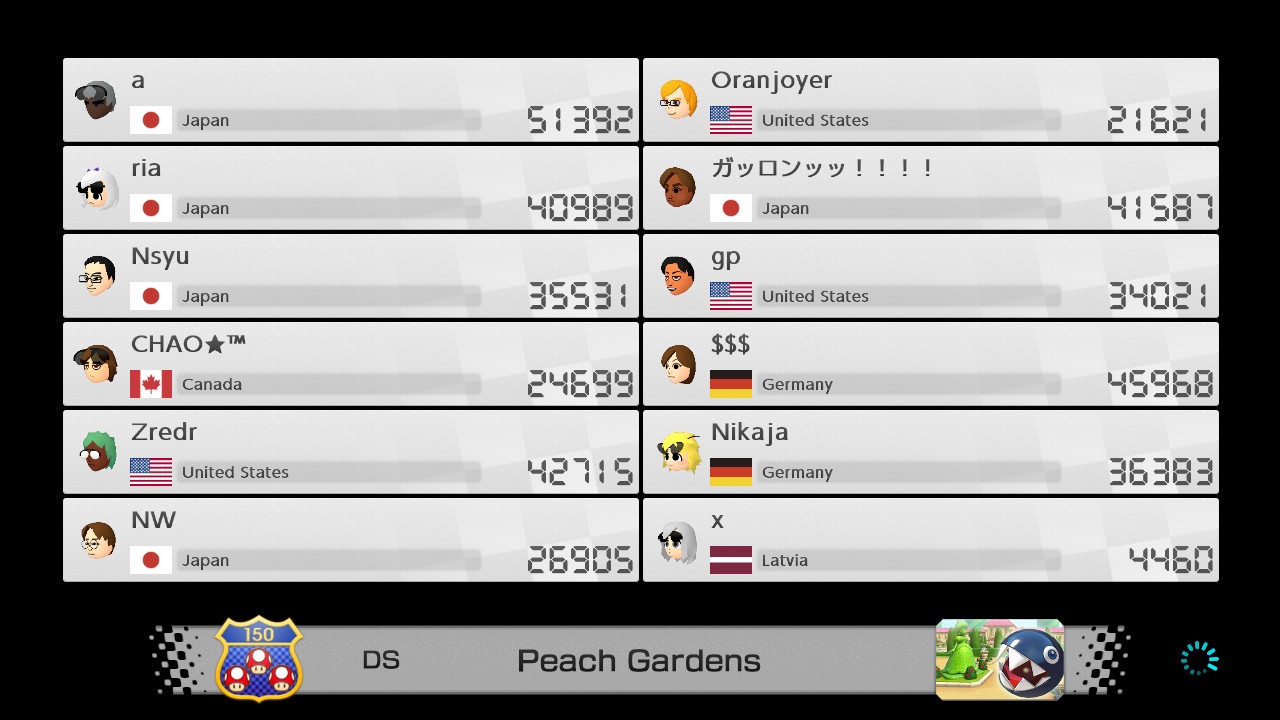 a
Japan
51392
Oranjoyer
United States
21621
ria
Japan
40989
ガッロンッッ！！！！
Japan
41587
Nsyu
Japan
35531
gp
United States
34021
CHAO★™
Canada
24699
$$$
Germany
45968
Zredr
United States
42715
Nikaja
Germany
36383
NW
Japan
26905
x
Latvia
4460
150
DS
Peach Gardens